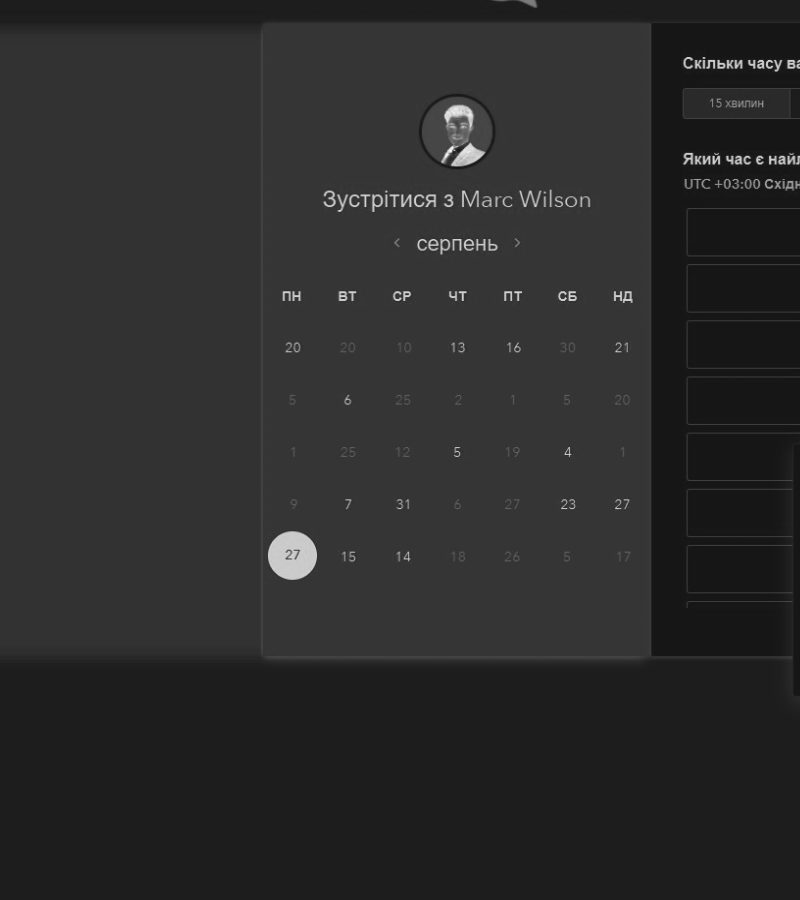 Зустрітися з Marc Wilson
серпень
ПН ВТ СР ЧТ ПТ СБ НД
20 20 10 13 16 30 21
5 6 25 2 1 5 20
1 25 12 5 19 4 1
9 7 31 6 27 23 27
27 15 14 18 26 5 17
Скільки часу ва
15 хвилин
Який час є найл
UTC +03:00 Східн